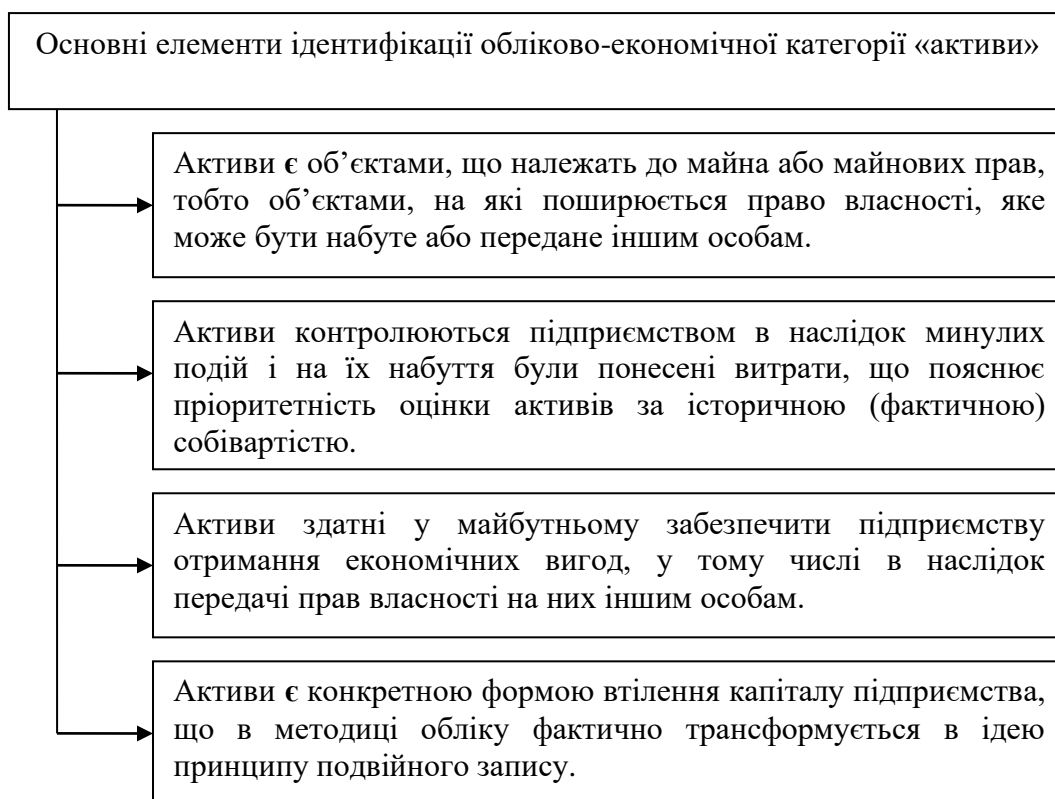 Основні елементи ідентифікації обліково-економічної категорії «активи»
Активи є об’єктами, що належать до майна або майнових прав,
тобто об’єктами, на які поширюється право власності, яке
може бути набуте або передане іншим особам.
Активи контролюються підприємством в наслідок минулих
подій і на їх набуття були понесені витрати, що пояснює
пріоритетність оцінки активів за історичною (фактичною)
собівартістю.
Активи здатні у майбутньому забезпечити підприємству
отримання економічних вигод, у тому числі в наслідок
передачі прав власності на них іншим особам.
Активи є конкретною формою втілення капіталу підприємства,
що в методиці обліку фактично трансформується в ідею
принципу подвійного запису.